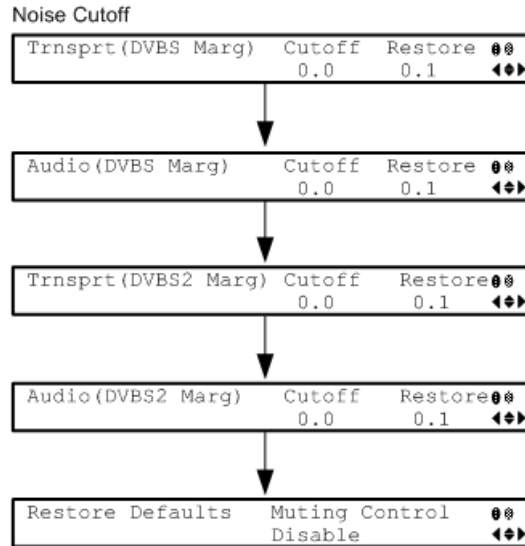 Noise Cutoff
Trnsprt(DVBS Marg) Cutoff Restore
0.0 0.1
Audio(DVBS Marg) Cutoff Restore
0.0 0.1
Trnsprt(DVBS2 Marg) Cutoff Restore
0.0 0.1
Audio(DVBS2 Marg) Cutoff Restore
0.0 0.1
Restore Defaults Muting Control
Disable